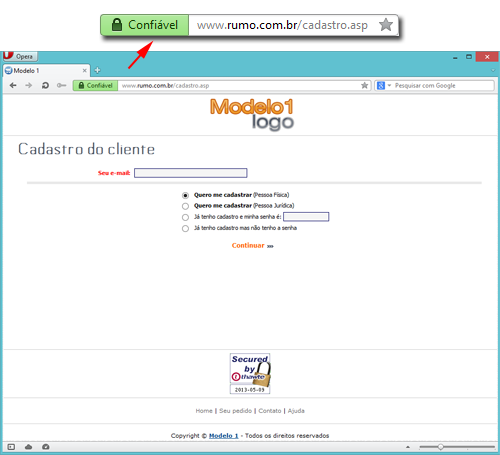 Confiável www.rumo.com.br/cadastro.asp
Opera
Modelo 1
Confiável www.rumo.com.br/cadastro.asp Pesquisar com Google
Modelo1
logo
Cadastro do cliente
Seu e-mail:
Quero me cadastrar (Pessoa Física)
Quero me cadastrar (Pessoa Jurídica)
Já tenho cadastro e minha senha é:
Já tenho cadastro mas não tenho a senha
Continuar »»
Secured
by
thawte
2013-05-09
Home | Seu pedido | Contato | Ajuda
Copyright © Modelo 1 - Todos os direitos reservados